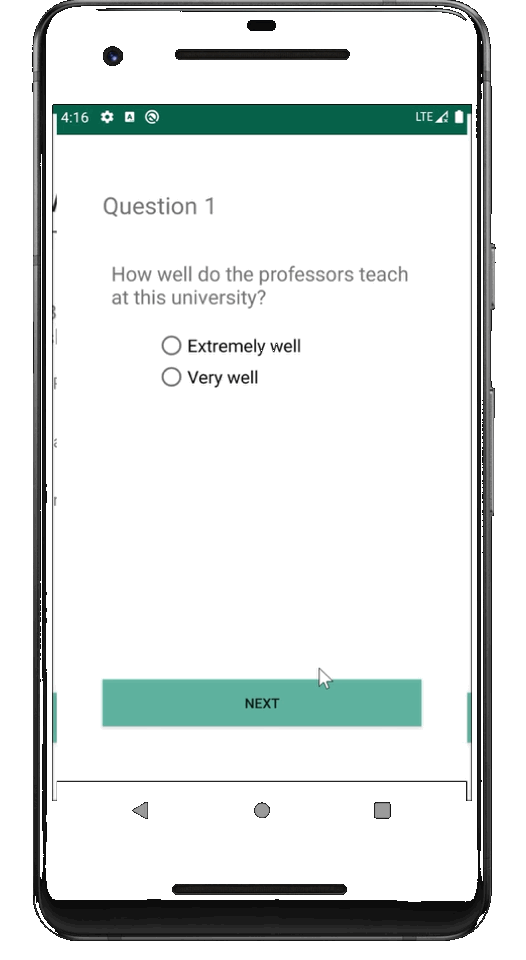 4:16 LTE
Question 1
How well do the professors teach
at this university?
Extremely well
Very well
NEXT